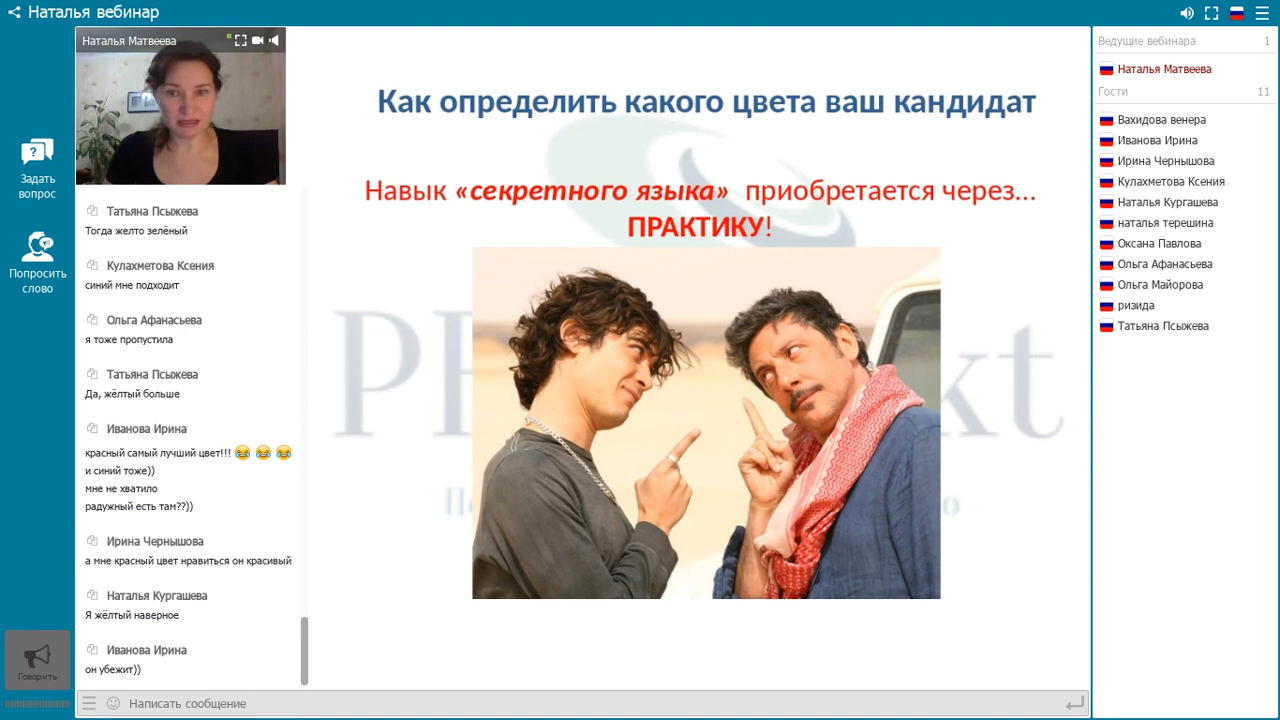 Наталья вебинар
Наталья Матвеева
Задать
вопрос
Попросить
слово
Говорить
Татьяна Псыжева
Тогда желто зелёный
Кулахметова Ксения
синий мне подходит
Ольга Афанасьева
я тоже пропустила
Татьяна Псыжева
Да, жёлтый больше
Иванова Ирина
красный самый лучший цвет!!! 😂 😂 😂
и синий тоже))
мне не хватило
радужный есть там??))
Ирина Чернышова
а мне красный цвет нравиться он красивый
Наталья Кургашева
Я жёлтый наверное
Иванова Ирина
он убежит))
Написать сообщение
Как определить какого цвета ваш кандидат
Навык «секретного языка» приобретается через...
ПРАКТИКУ!
Ведущие вебинара 1
Наталья Матвеева
Гости 11
Вахидова венера
Иванова Ирина
Ирина Чернышова
Кулахметова Ксения
Наталья Кургашева
наталья терешина
Оксана Павлова
Ольга Афанасьева
Ольга Майорова
ризида
Татьяна Псыжева